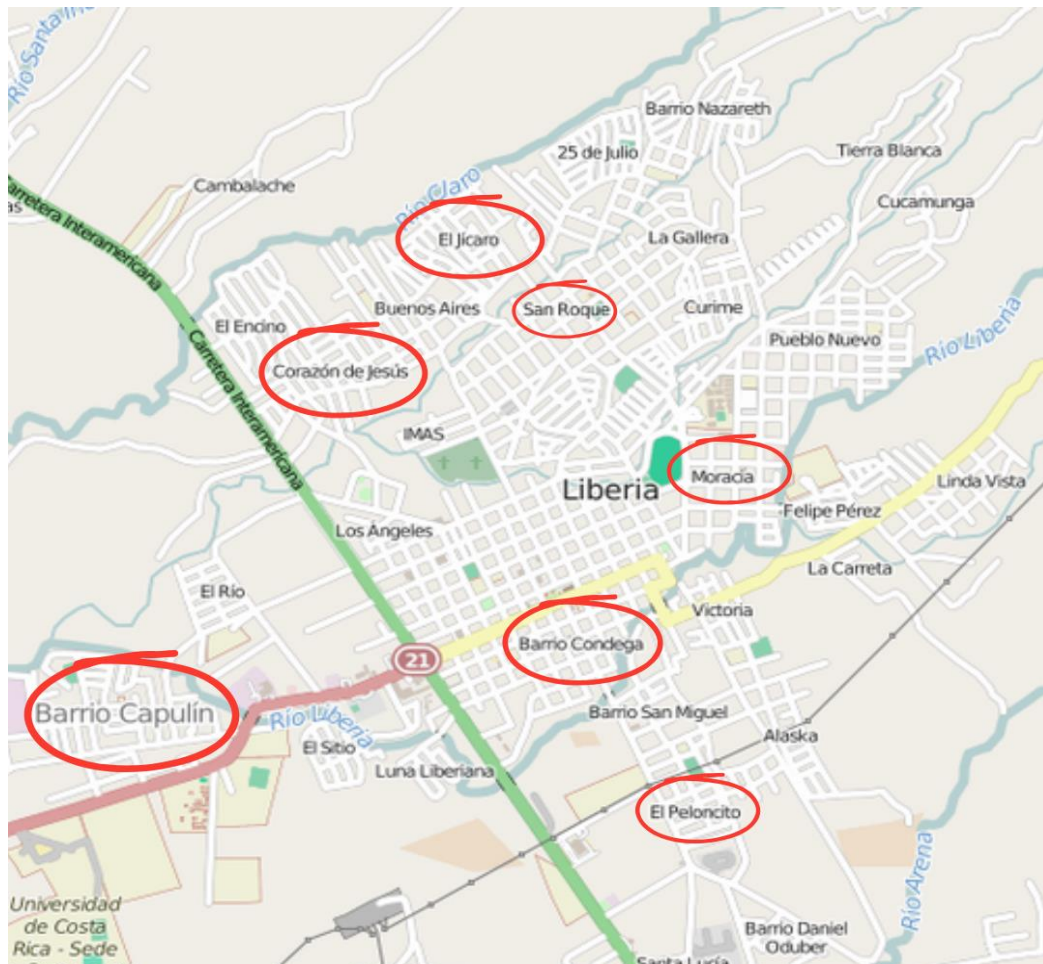 Río Santa In
Barrio Nazareth
25 de Julio
Tierra Blanca
Cambalache
as
Carretera Interamericana
Río Claro
Cucamunga
El Jícaro
La Gallera
Buenos Aires
San Roque
Curime
El Encino
Pueblo Nuevo
Río Liberia
Carretera Interamericana
Corazón de Jesús
IMAS
Moracia
Linda Vista
Liberia
Felipe Pérez
Los Ángeles
La Carreta
El Río
Victoria
Barrio Condega
21
Barrio Capulín
Río Liberia
Barrio San Miguel
El Sitio
Alaska
Luna Liberiana
El Peloncito
Río Arena
Universidad
de Costa
Rica - Sede
Barrio Daniel
Oduber
Santa Lucía